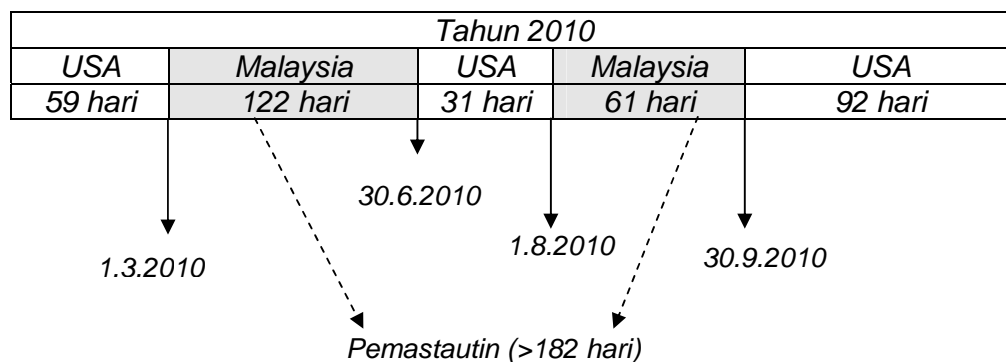 Tahun 2010
USA Malaysia USA Malaysia USA
59 hari 122 hari 31 hari 61 hari 92 hari
30.6.2010
1.3.2010 1.8.2010 30.9.2010
Pemastautin (>182 hari)